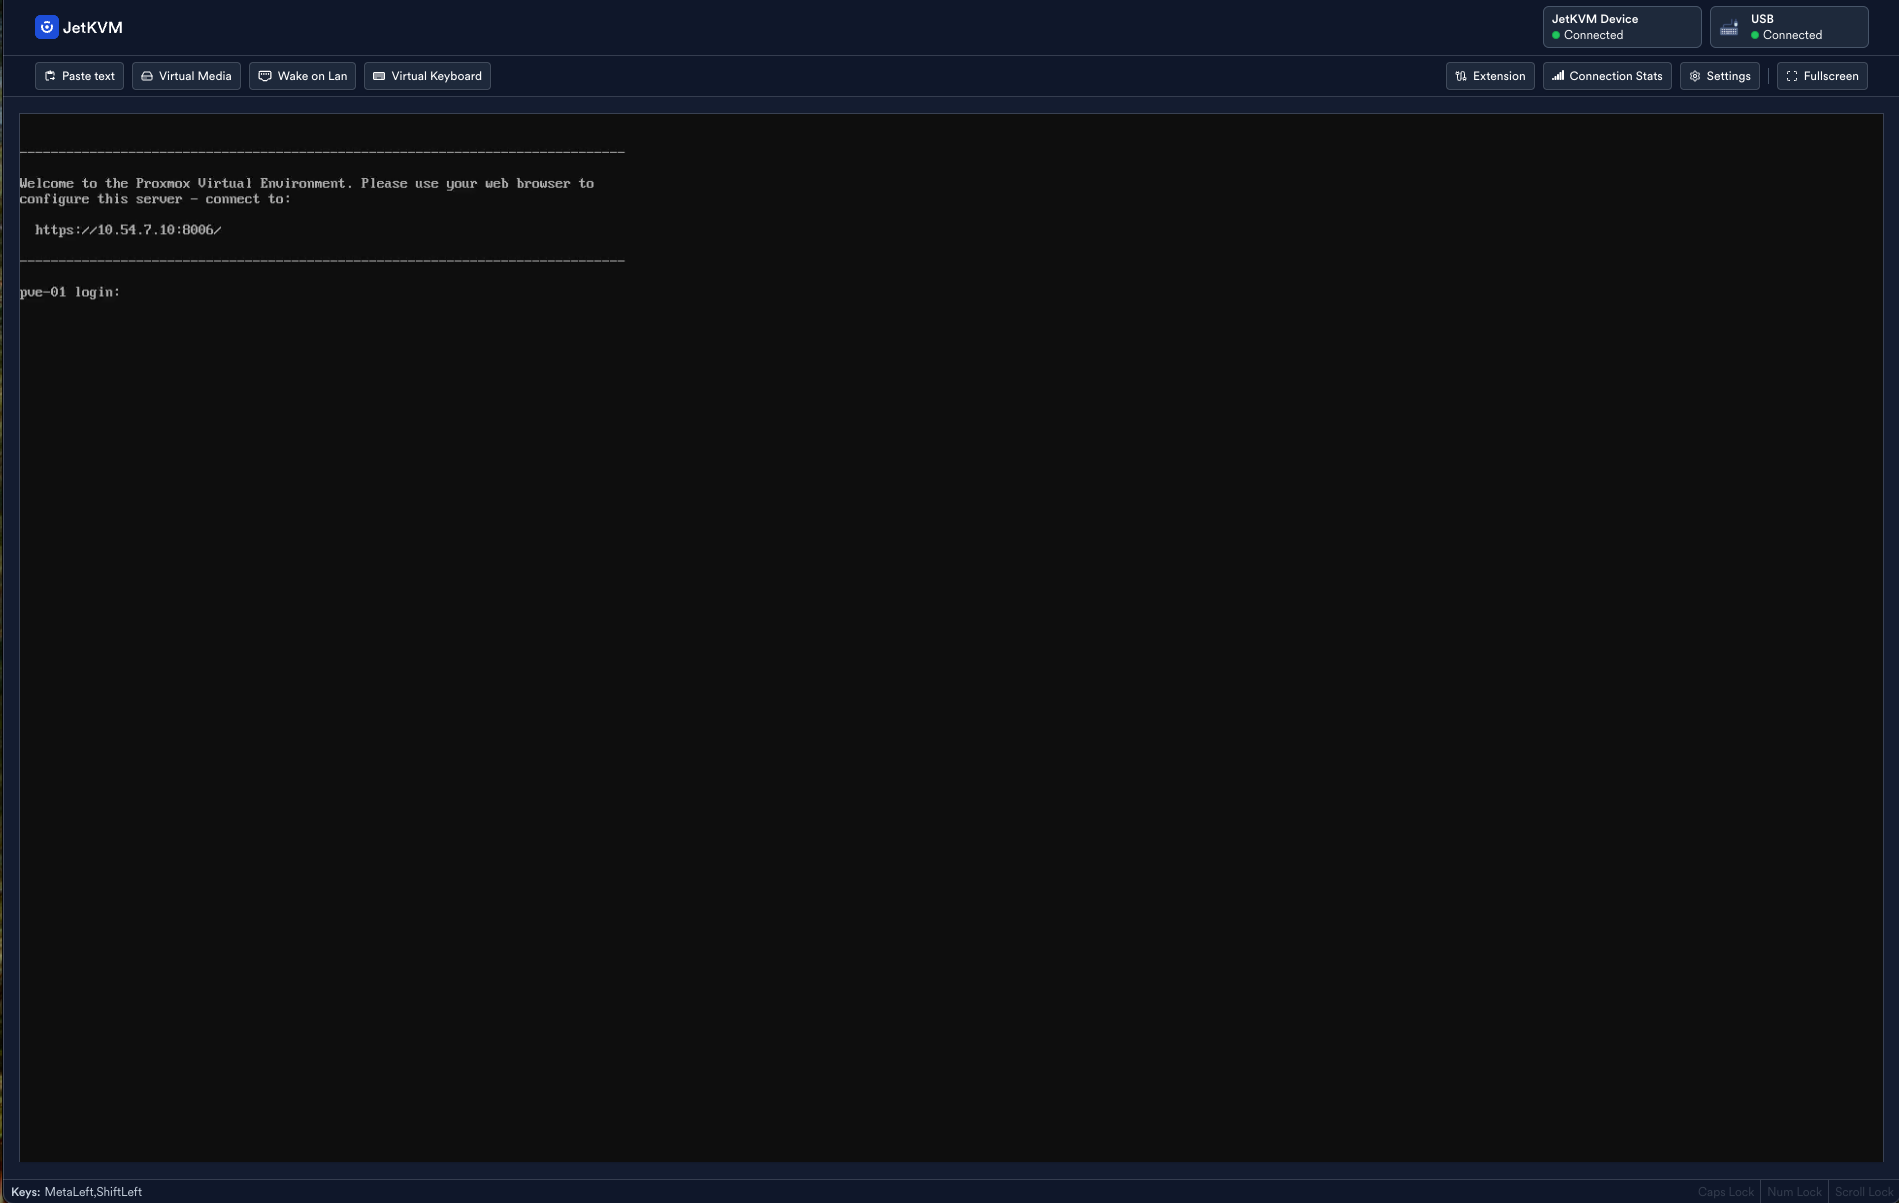 JetKVM
JetKVM Device
Connected
USB
Connected
Paste text
Virtual Media
Wake on Lan
Virtual Keyboard
Extension
Connection Stats
Settings
Fullscreen
--------------------------------------------------------------------------------
Welcome to the Proxmox Virtual Environment. Please use your web browser to
configure this server - connect to:
https://10.54.7.10:8006/
--------------------------------------------------------------------------------
pve-01 login:
Keys: MetaLeft,ShiftLeft
Caps Lock
Num Lock
Scroll Lock